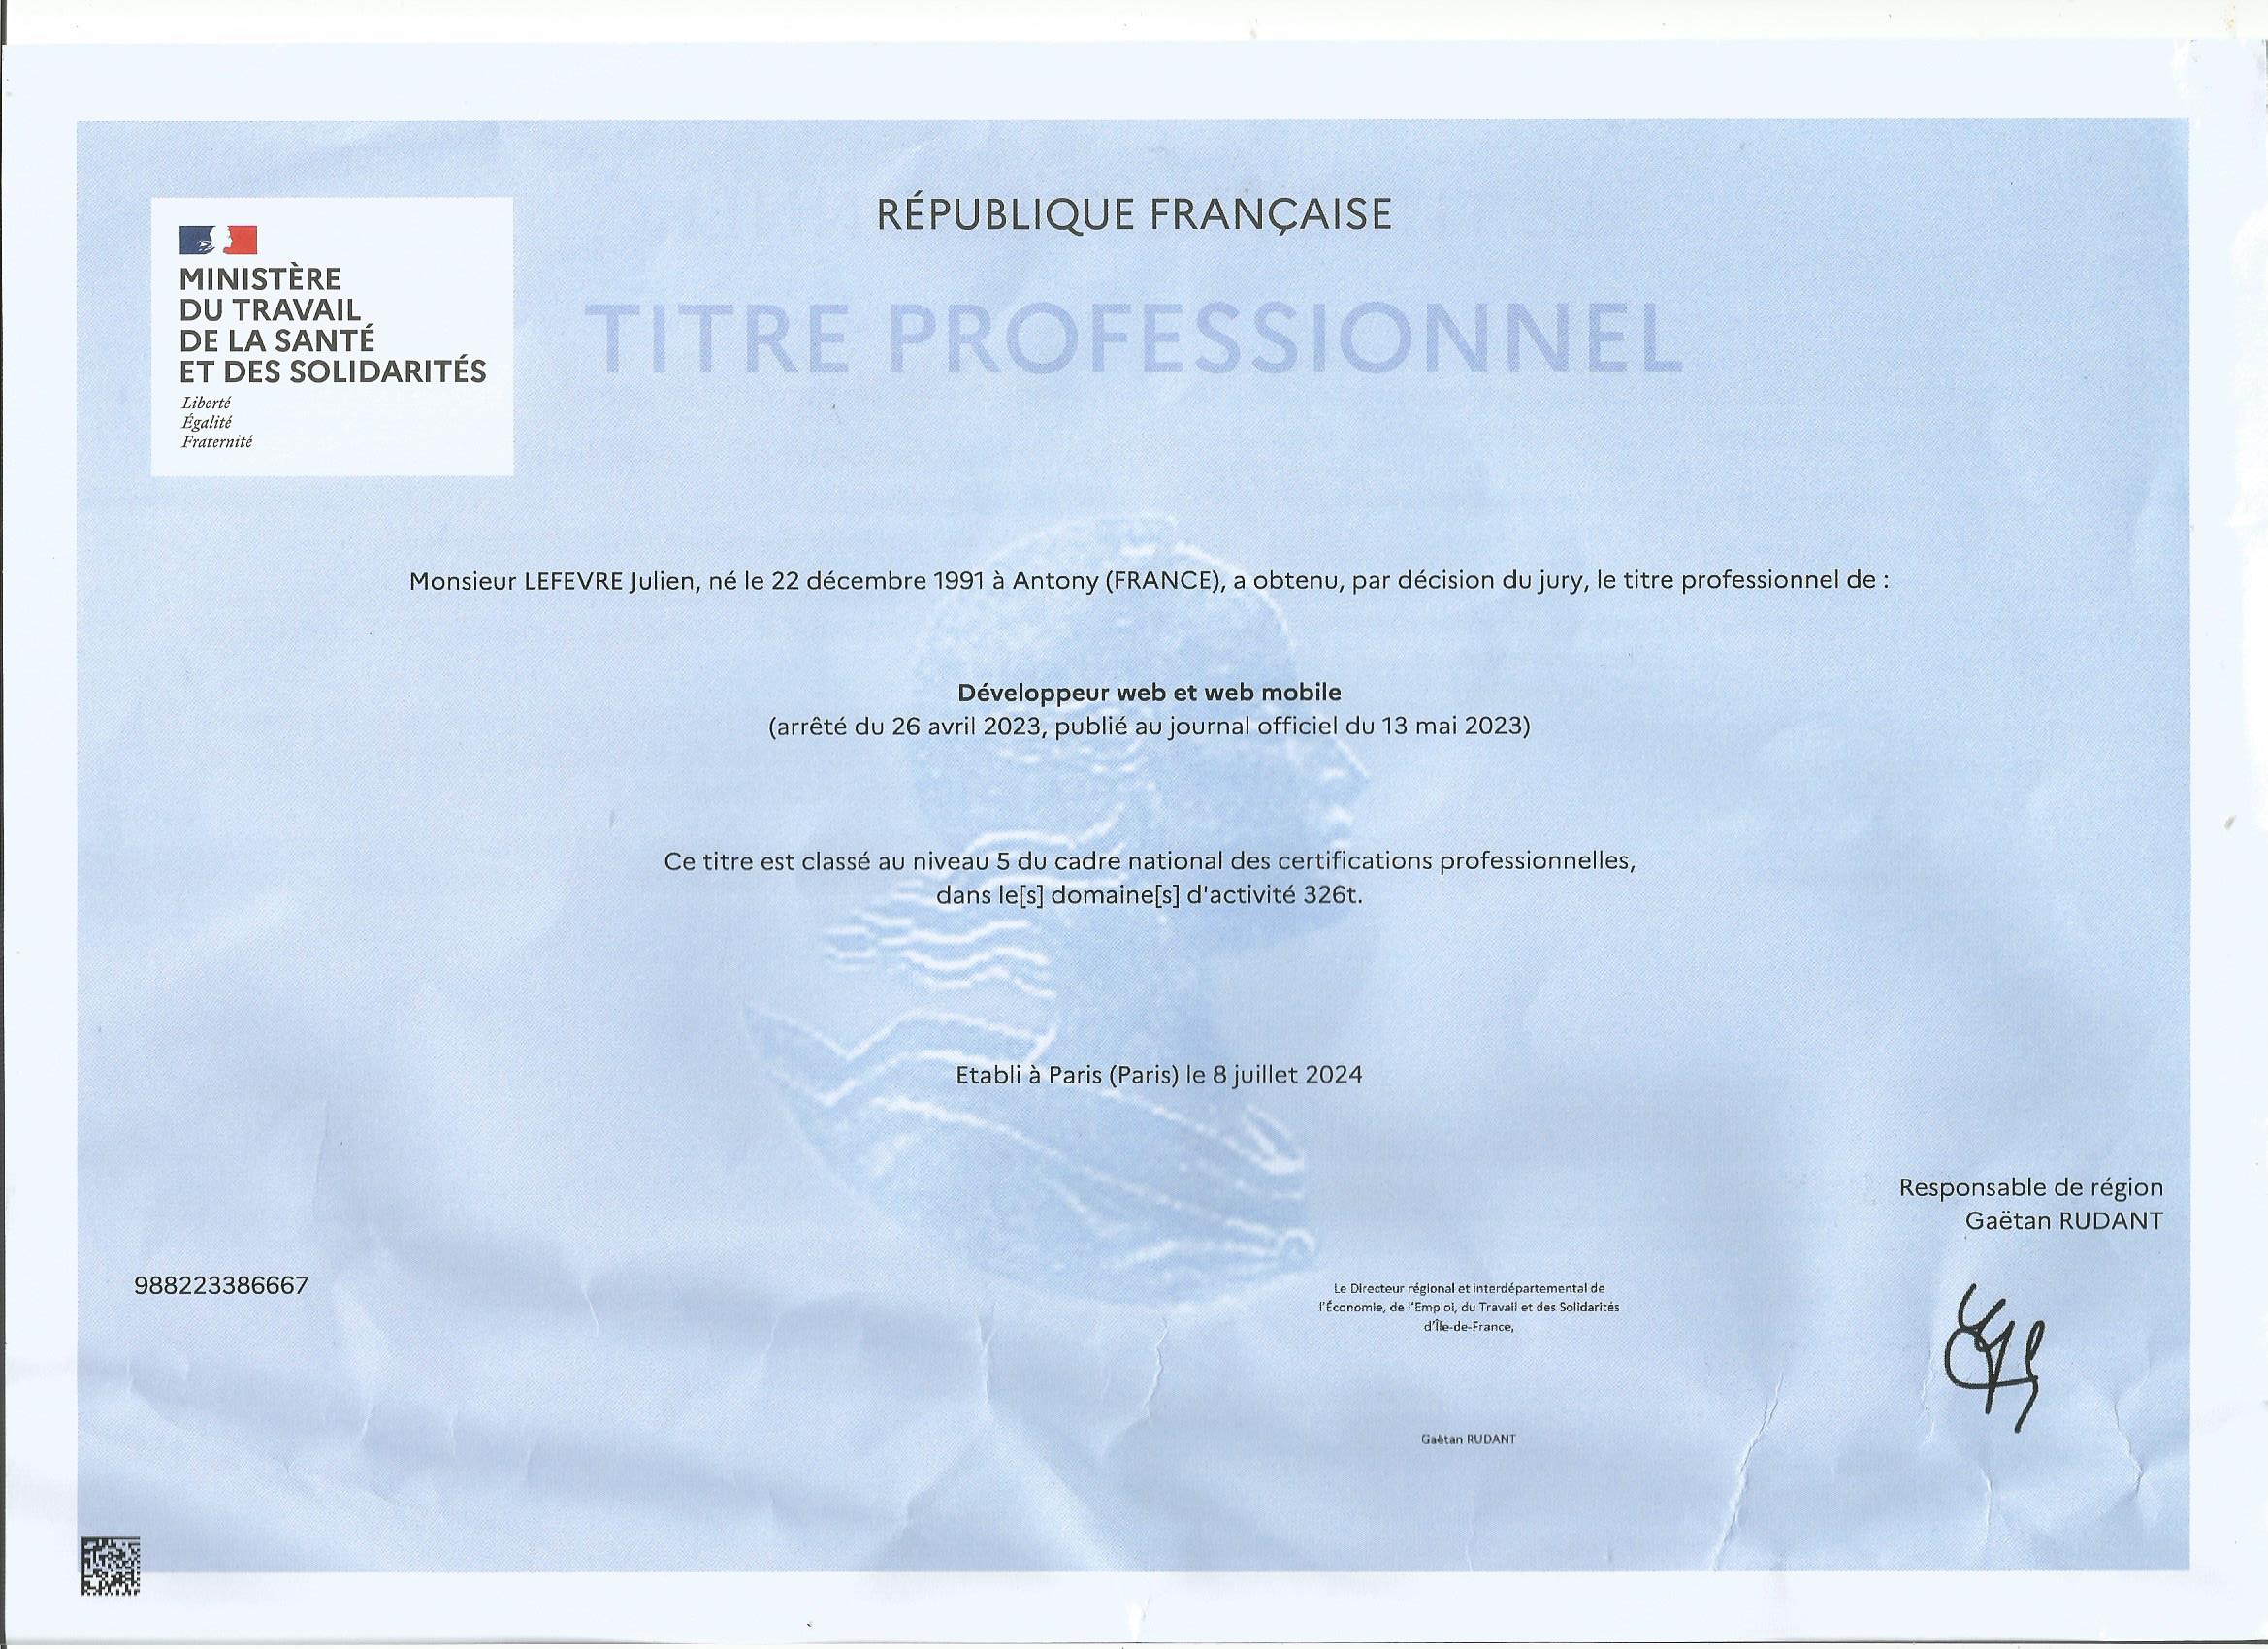 RÉPUBLIQUE FRANÇAISE
MINISTÈRE
DU TRAVAIL
DE LA SANTÉ
ET DES SOLIDARITÉS
Liberté
Égalité
Fraternité
TITRE PROFESSIONNEL
Monsieur LEFEVRE Julien, né le 22 décembre 1991 à Antony (FRANCE), a obtenu, par décision du jury, le titre professionnel de :
Développeur web et web mobile
(arrêté du 26 avril 2023, publié au journal officiel du 13 mai 2023)
Ce titre est classé au niveau 5 du cadre national des certifications professionnelles,
dans le[s] domaine[s] d'activité 326t.
Etabli à Paris (Paris) le 8 juillet 2024
Responsable de région
Gaëtan RUDANT
988223386667
Le Directeur régional et interdépartemental de
l'Économie, de l'Emploi, du Travail et des Solidarités
d'Île-de-France,
Gaëtan RUDANT